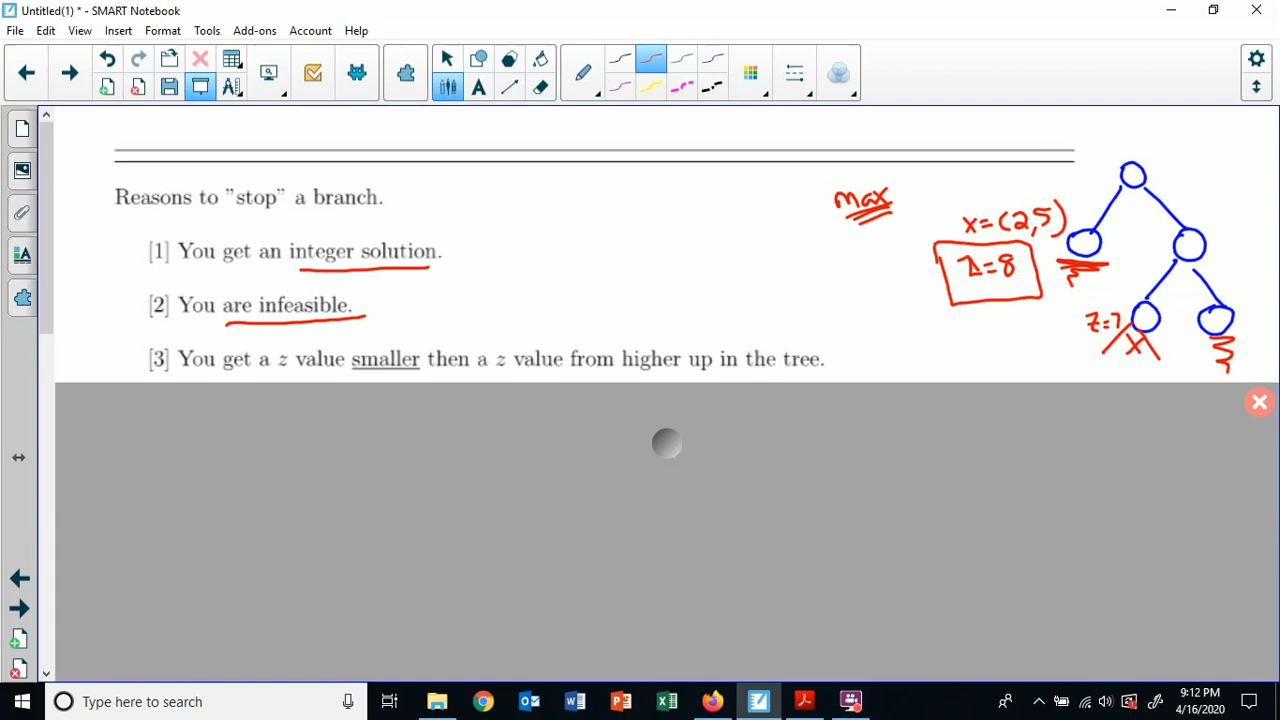 Untitled(1) * - SMART Notebook
File Edit View Insert Format Tools Add-ons Account Help
Reasons to "stop" a branch.
max
x=(2,5)
[1] You get an integer solution.
z=8
[2] You are infeasible.
z=7
X
[3] You get a z value smaller then a z value from higher up in the tree.
Type here to search
9:12 PM
4/16/2020